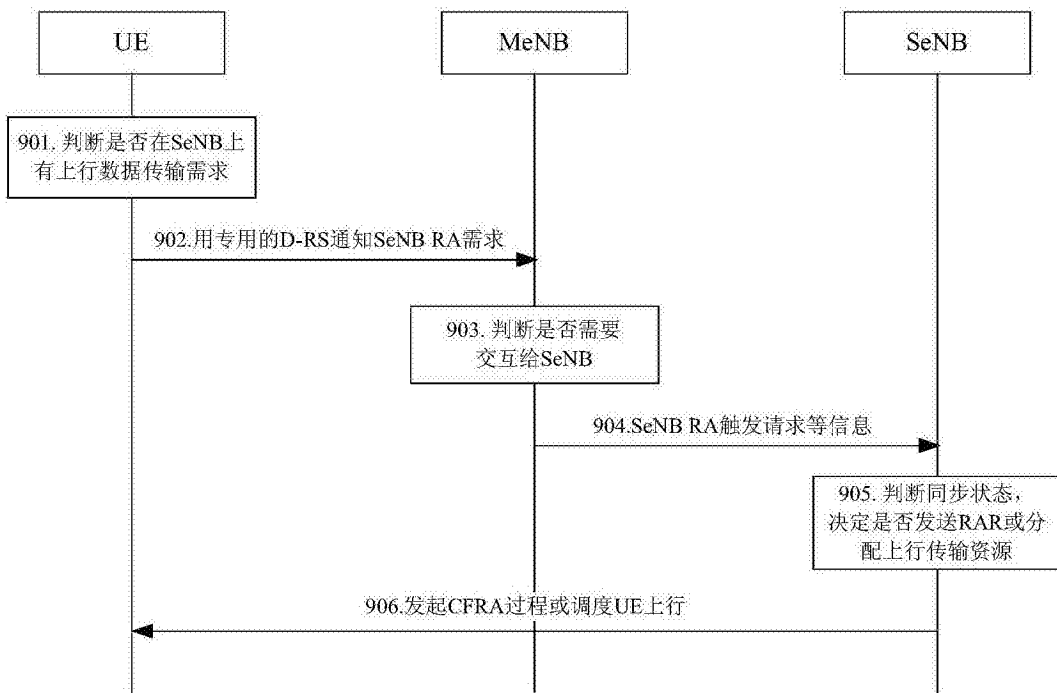 UE
MeNB
SeNB
901. 判断是否在SeNB上
有上行数据传输需求
902.用专用的D-RS通知SeNB RA需求
903. 判断是否需要
交互给SeNB
904.SeNB RA触发请求等信息
905. 判断同步状态，
决定是否发送RAR或分
配上行传输资源
906.发起CFRA过程或调度UE上行